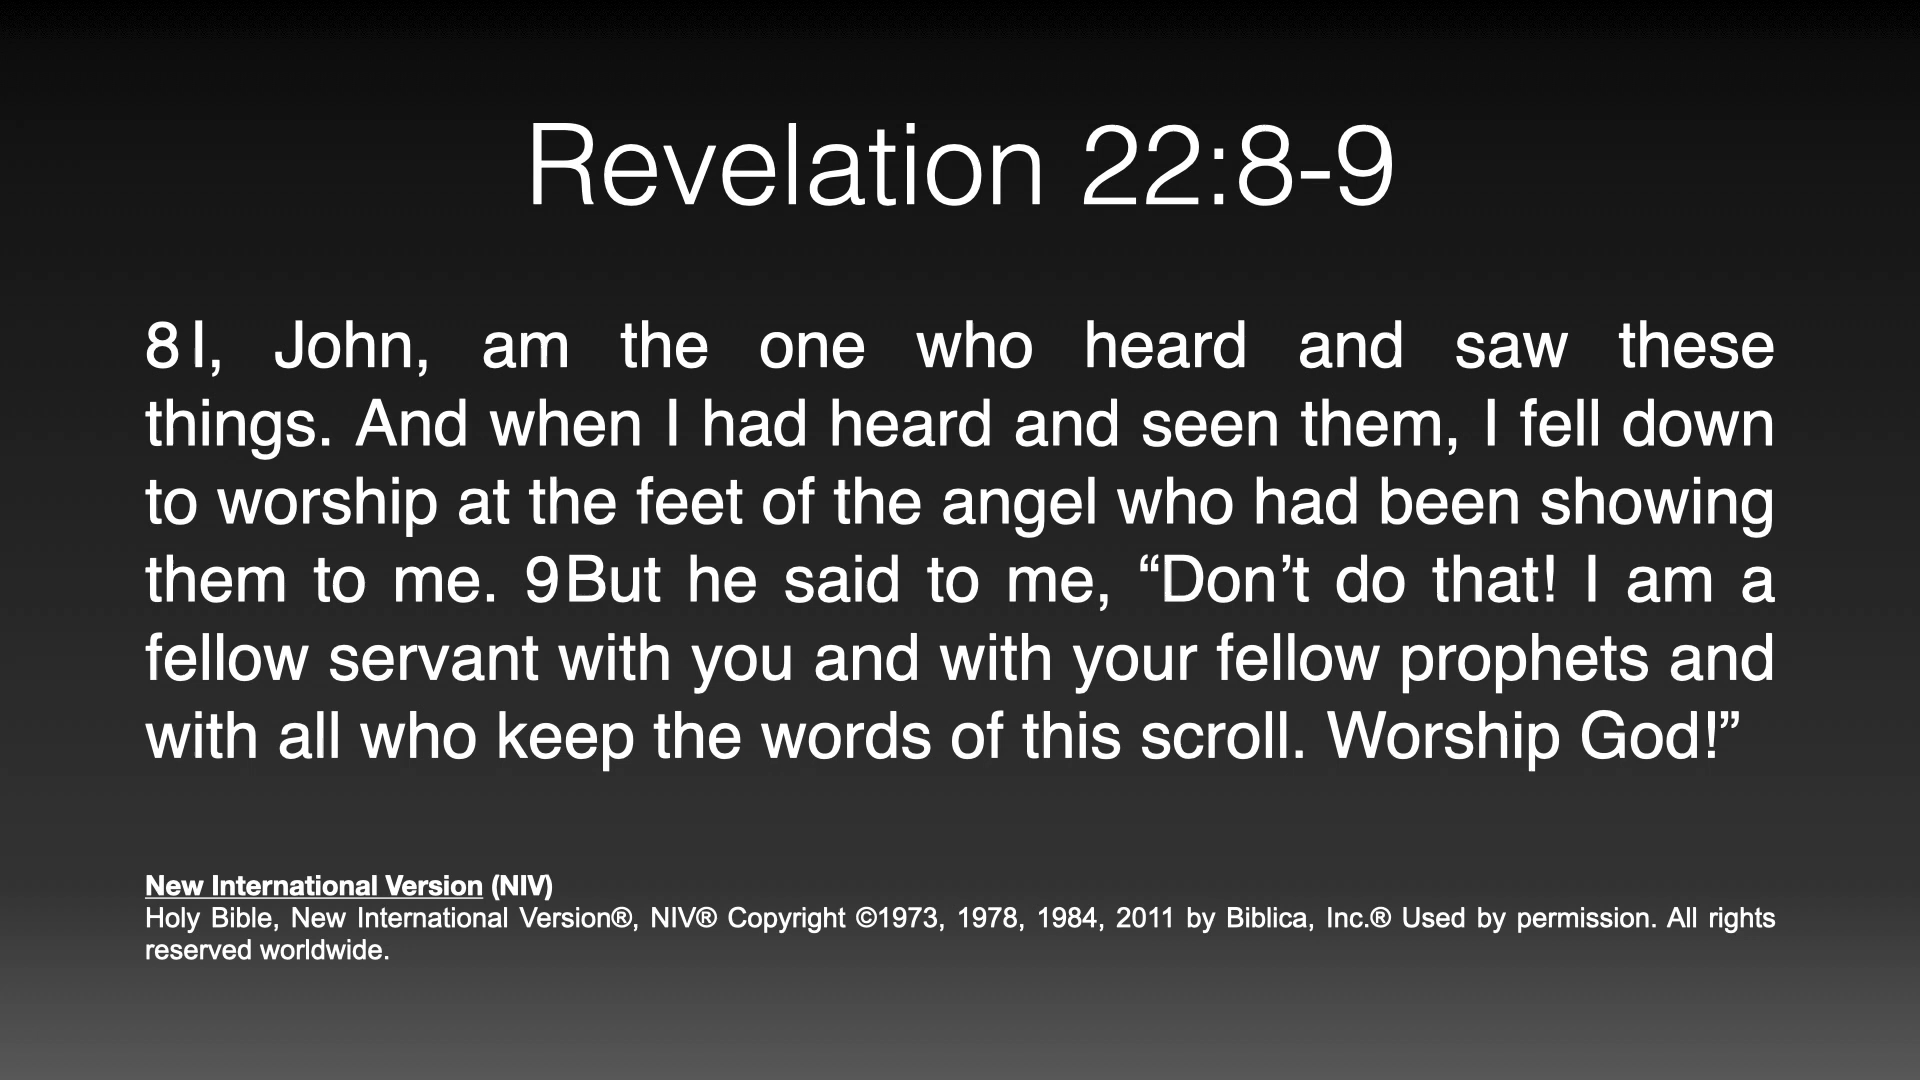 Revelation 22:8-9
8 I, John, am the one who heard and saw these
things. And when I had heard and seen them, I fell down
to worship at the feet of the angel who had been showing
them to me. 9 But he said to me, “Don’t do that! I am a
fellow servant with you and with your fellow prophets and
with all who keep the words of this scroll. Worship God!”
New International Version (NIV)
Holy Bible, New International Version®, NIV® Copyright ©1973, 1978, 1984, 2011 by Biblica, Inc.® Used by permission. All rights
reserved worldwide.